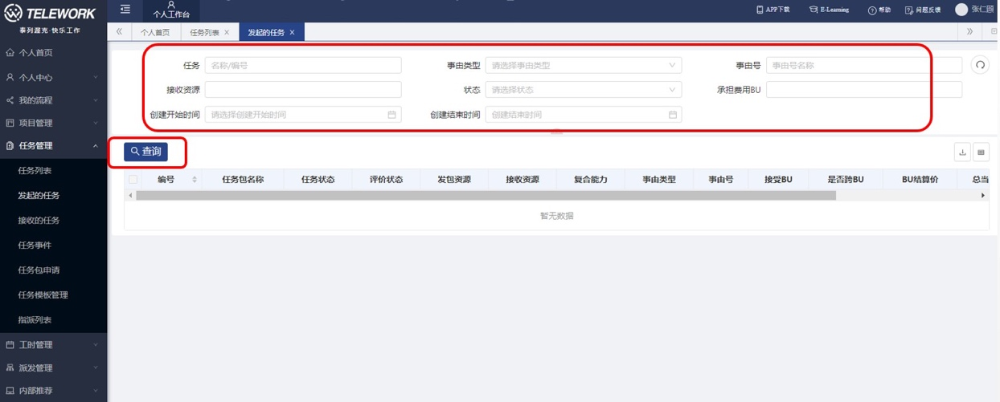 TELEWORK
泰列渥克·快乐工作
个人工作台
APP下载
E-Learning
帮助
问题反馈
张仁颐
个人首页
任务列表 ×
发起的任务 ×
个人首页
个人中心
我的流程
项目管理
任务管理
任务列表
发起的任务
接收的任务
任务事件
任务包申请
任务模板管理
指派列表
工时管理
派发管理
内部推荐
任务 名称/编号
事由类型 请选择事由类型
事由号 事由号名称
接收资源
状态 请选择状态
承担费用BU
创建开始时间 请选择创建开始时间
创建结束时间 创建结束时间
查询
编号 任务包名称 任务状态 评价状态 发包资源 接收资源 复合能力 事由类型 事由号 接受BU 是否跨BU BU结算价 总当
暂无数据